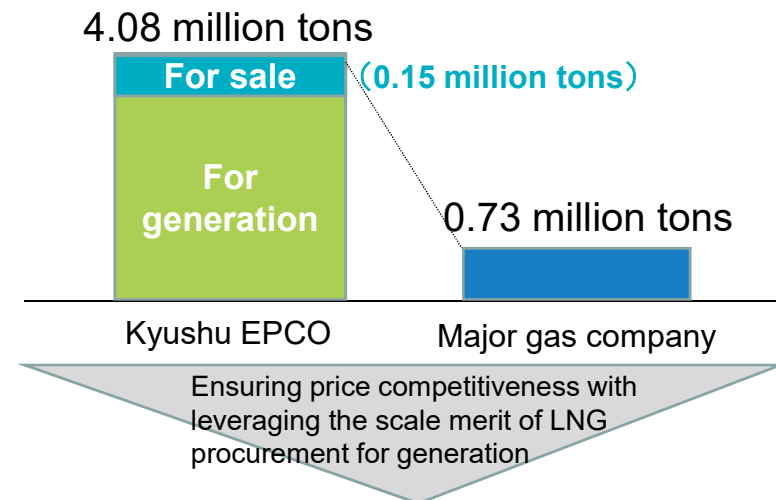 4.08 million tons
For sale
（0.15 million tons）
For
generation
0.73 million tons
Kyushu EPCO
Major gas company
Ensuring price competitiveness with
leveraging the scale merit of LNG
procurement for generation